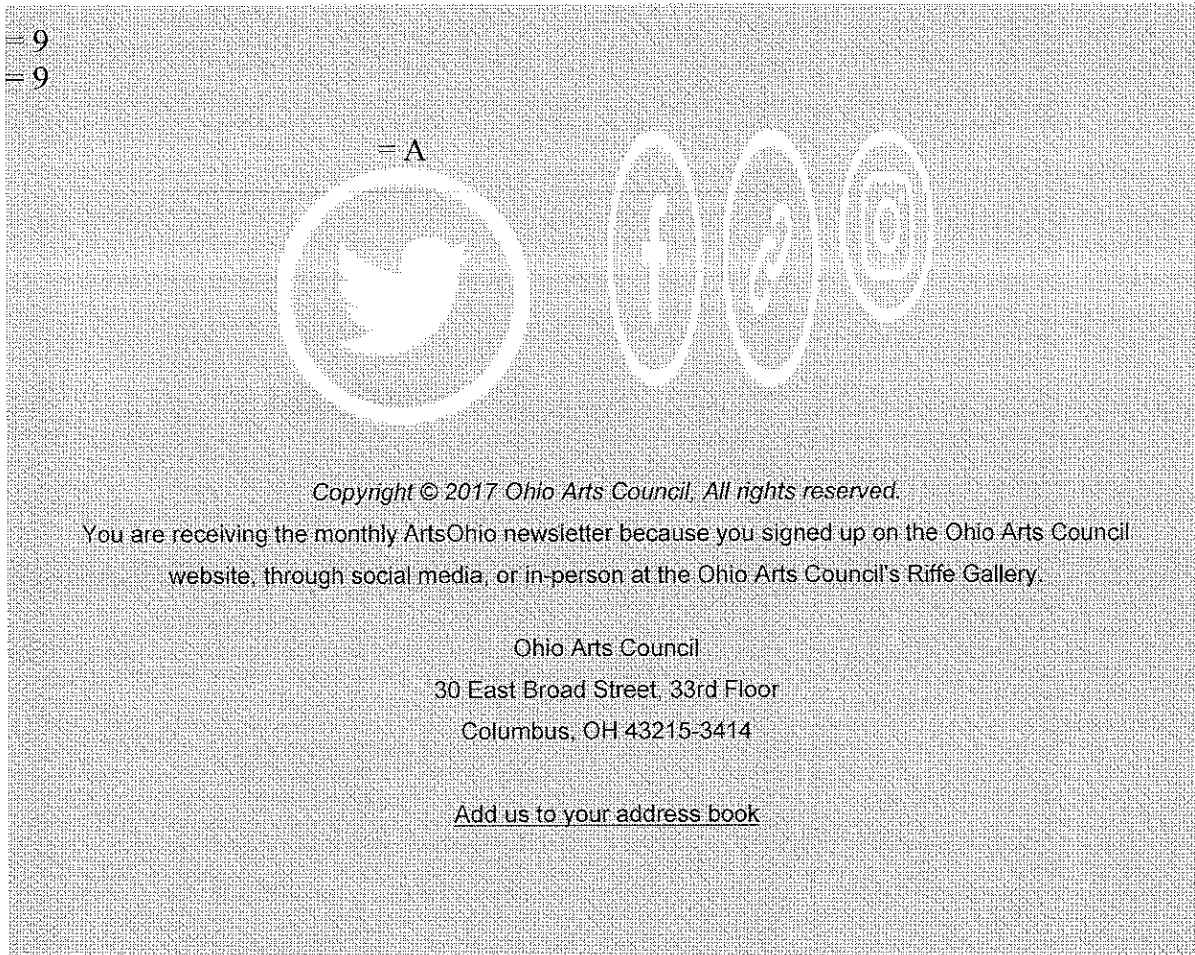 = 9
= 9
= A
f
Copyright © 2017 Ohio Arts Council, All rights reserved.
You are receiving the monthly ArtsOhio newsletter because you signed up on the Ohio Arts Council
website, through social media, or in-person at the Ohio Arts Council's Riffe Gallery.
Ohio Arts Council
30 East Broad Street, 33rd Floor
Columbus, OH 43215-3414
Add us to your address book